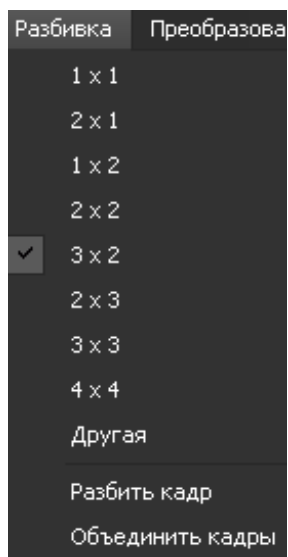 Разбивка Преобразова
1 x 1
2 x 1
1 x 2
2 x 2
3 x 2
2 x 3
3 x 3
4 x 4
Другая
Разбить кадр
Объединить кадры